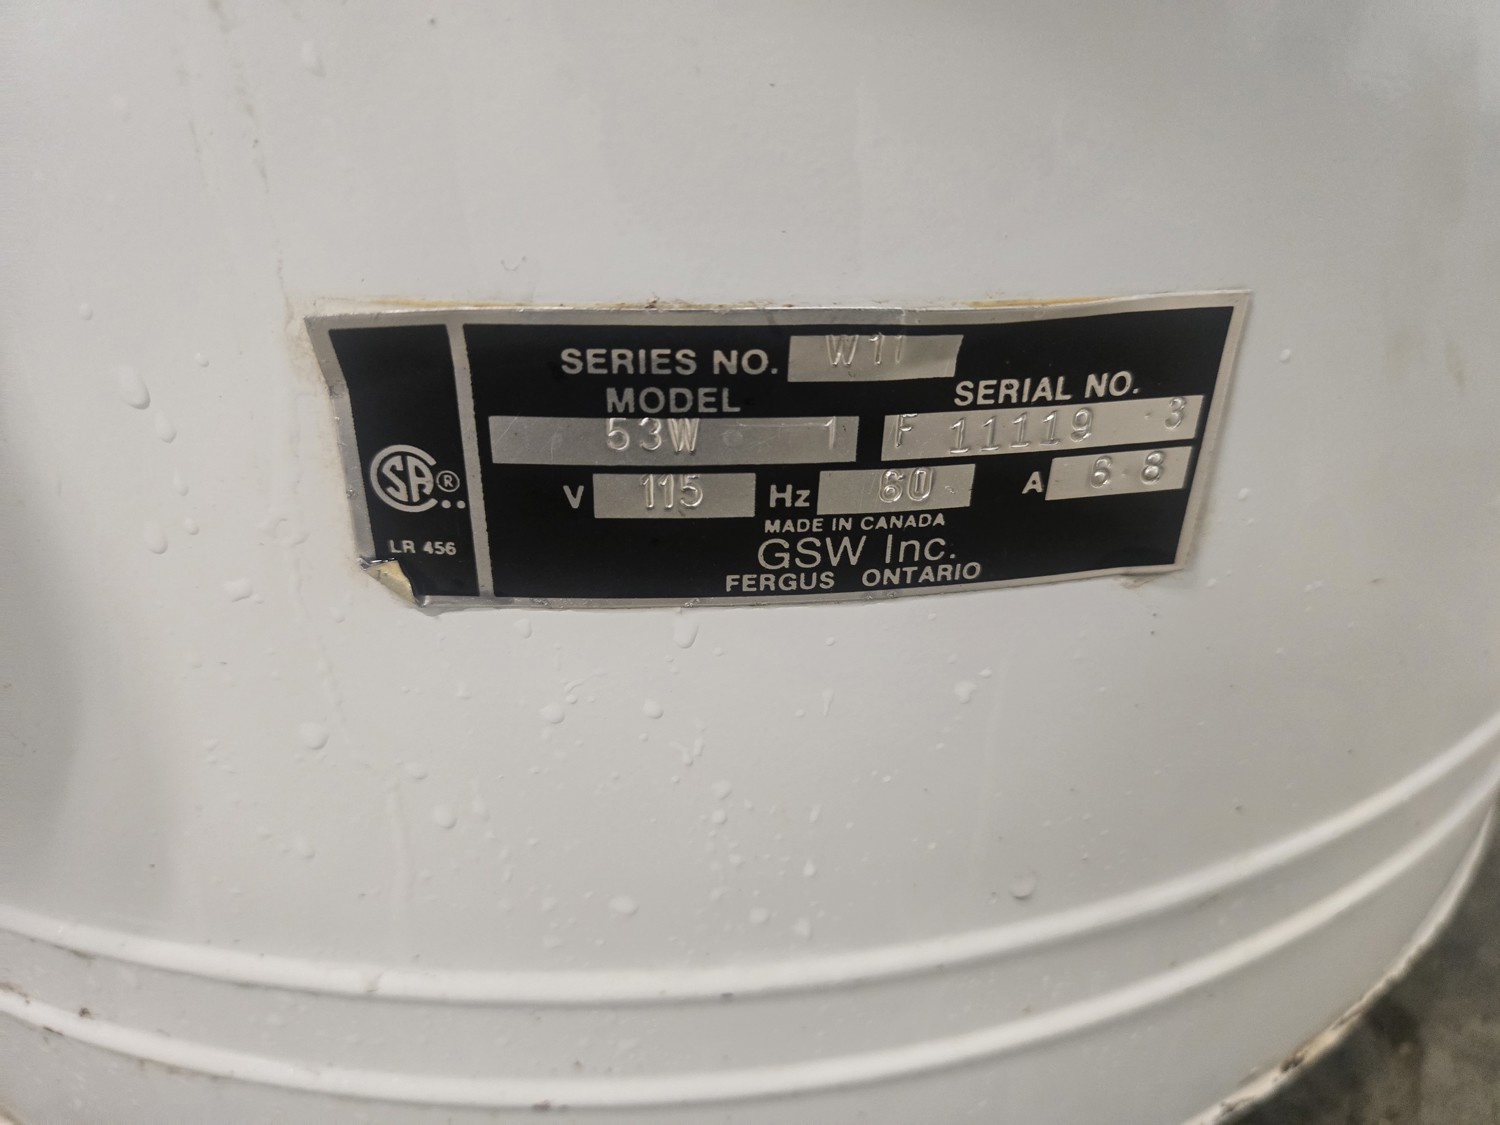 SERIES NO. W11
MODEL
SERIAL NO.
53W 1
F 11119 3
V 115 Hz 60 A 6 8
MADE IN CANADA
GSW Inc.
FERGUS ONTARIO
SA ®
LR 456